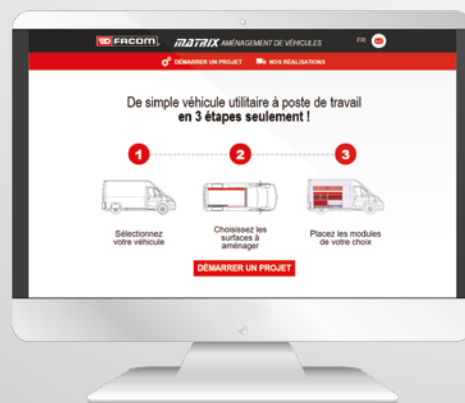 FACOM
MATRIX AMÉNAGEMENT DE VÉHICULES
FR
DÉMARRER UN PROJET
NOS RÉALISATIONS
De simple véhicule utilitaire à poste de travail
en 3 étapes seulement !
1
2
3
Sélectionnez
votre véhicule
Choisissez les
surfaces à
aménager
Placez les modules
de votre choix
DÉMARRER UN PROJET